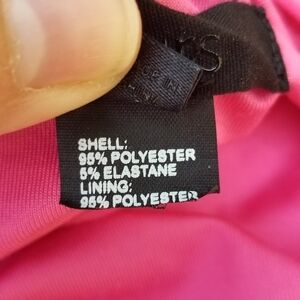 SHELL:
95% POLYESTER
5% ELASTANE
LINING:
95% POLYESTER